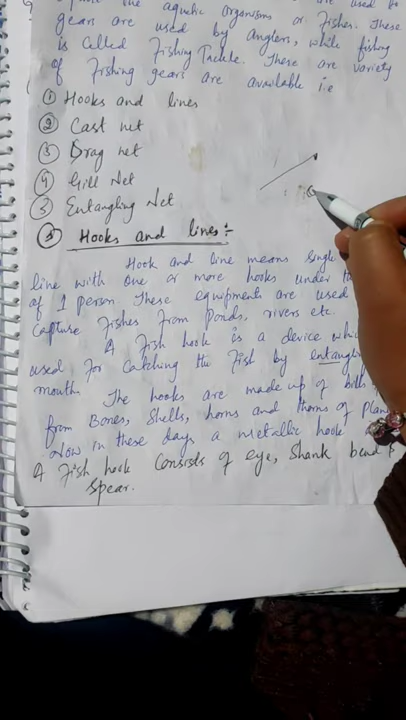 the aquatic organisms or fishes. These
gears are used by anglers, while fishing
is called Fishing Tackle. There are variety
of Fishing gears are available i.e
① Hooks and lines
② Cast net
③ Drag net
④ Gill Net
⑤ Entangling Net
Hooks and lines:-
Hook and line means single
line with one or more hooks under
of 1 person. These equipments are used
Capture Fishes from Ponds, rivers etc.
A Fish hook is a device
used for Catching the Fish by
mouth.
The hooks are made up of
from Bones, Shells, horns and thorns of
Now in these days a metallic hook
A Fish hook Consists of eye, Shank bend
Spear.